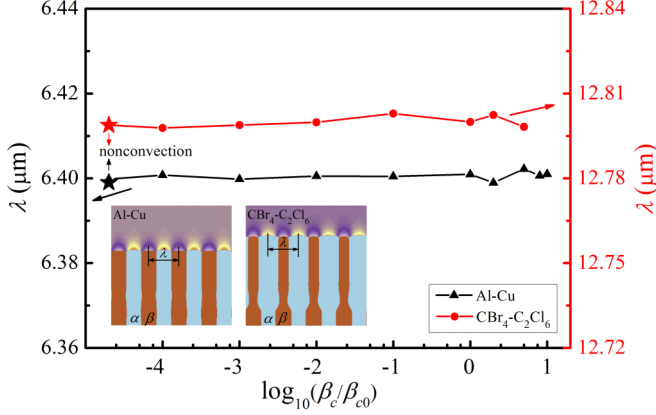 6.44
6.42
6.40
6.38
6.36
λ (μm)
12.84
12.81
12.78
12.75
12.72
λ (μm)
nonconvection
Al-Cu
λ
α β
CBr₄-C₂Cl₆
λ
α β
Al-Cu
CBr₄-C₂Cl₆
-4 -3 -2 -1 0 1
log₁₀(β_c/β_c0)